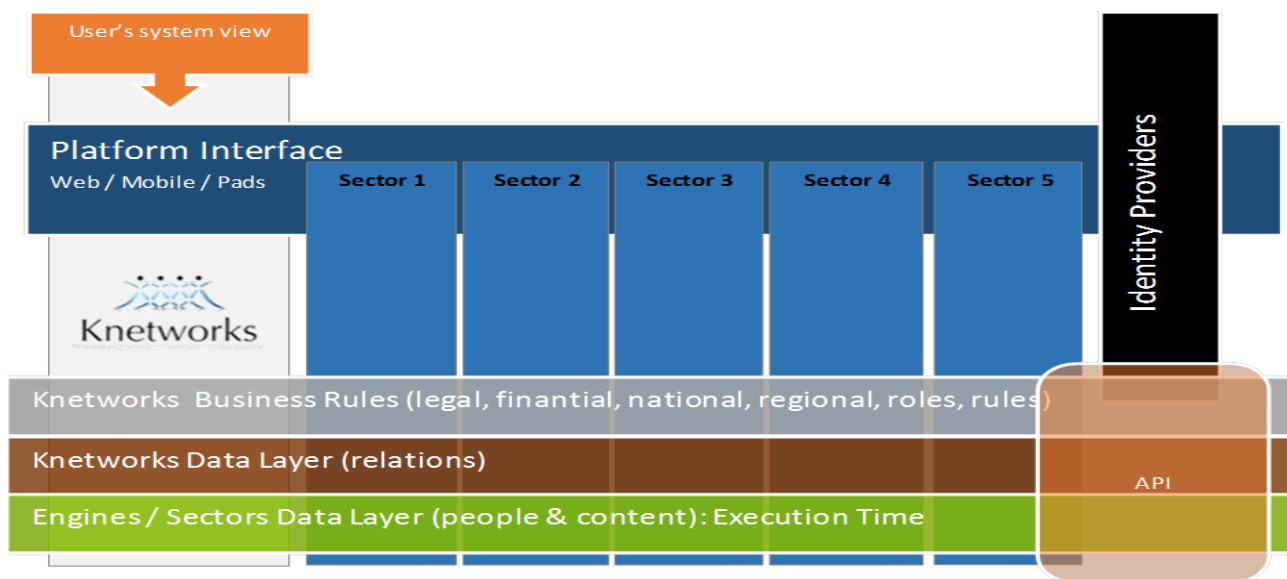 User's system view
Platform Interface
Web / Mobile / Pads
Sector 1
Sector 2
Sector 3
Sector 4
Sector 5
Identity Providers
Knetworks
Knetworks Business Rules (legal, finantial, national, regional, roles, rules)
Knetworks Data Layer (relations)
API
Engines / Sectors Data Layer (people & content): Execution Time